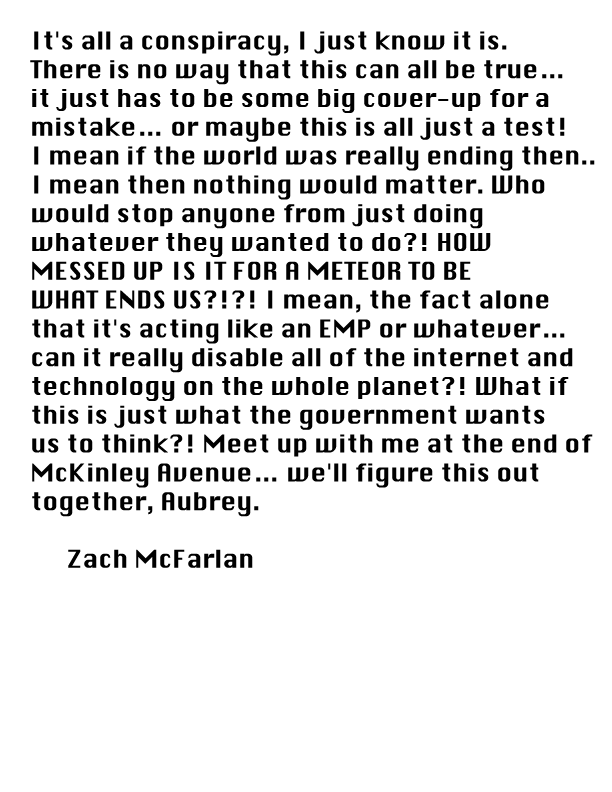 It's all a conspiracy, I just know it is.
There is no way that this can all be true...
it just has to be some big cover-up for a
mistake... or maybe this is all just a test!
I mean if the world was really ending then..
I mean then nothing would matter. Who
would stop anyone from just doing
whatever they wanted to do?! HOW
MESSED UP IS IT FOR A METEOR TO BE
WHAT ENDS US?!?! I mean, the fact alone
that it's acting like an EMP or whatever...
can it really disable all of the internet and
technology on the whole planet?! What if
this is just what the government wants
us to think?! Meet up with me at the end of
McKinley Avenue... we'll figure this out
together, Aubrey.
Zach McFarlan